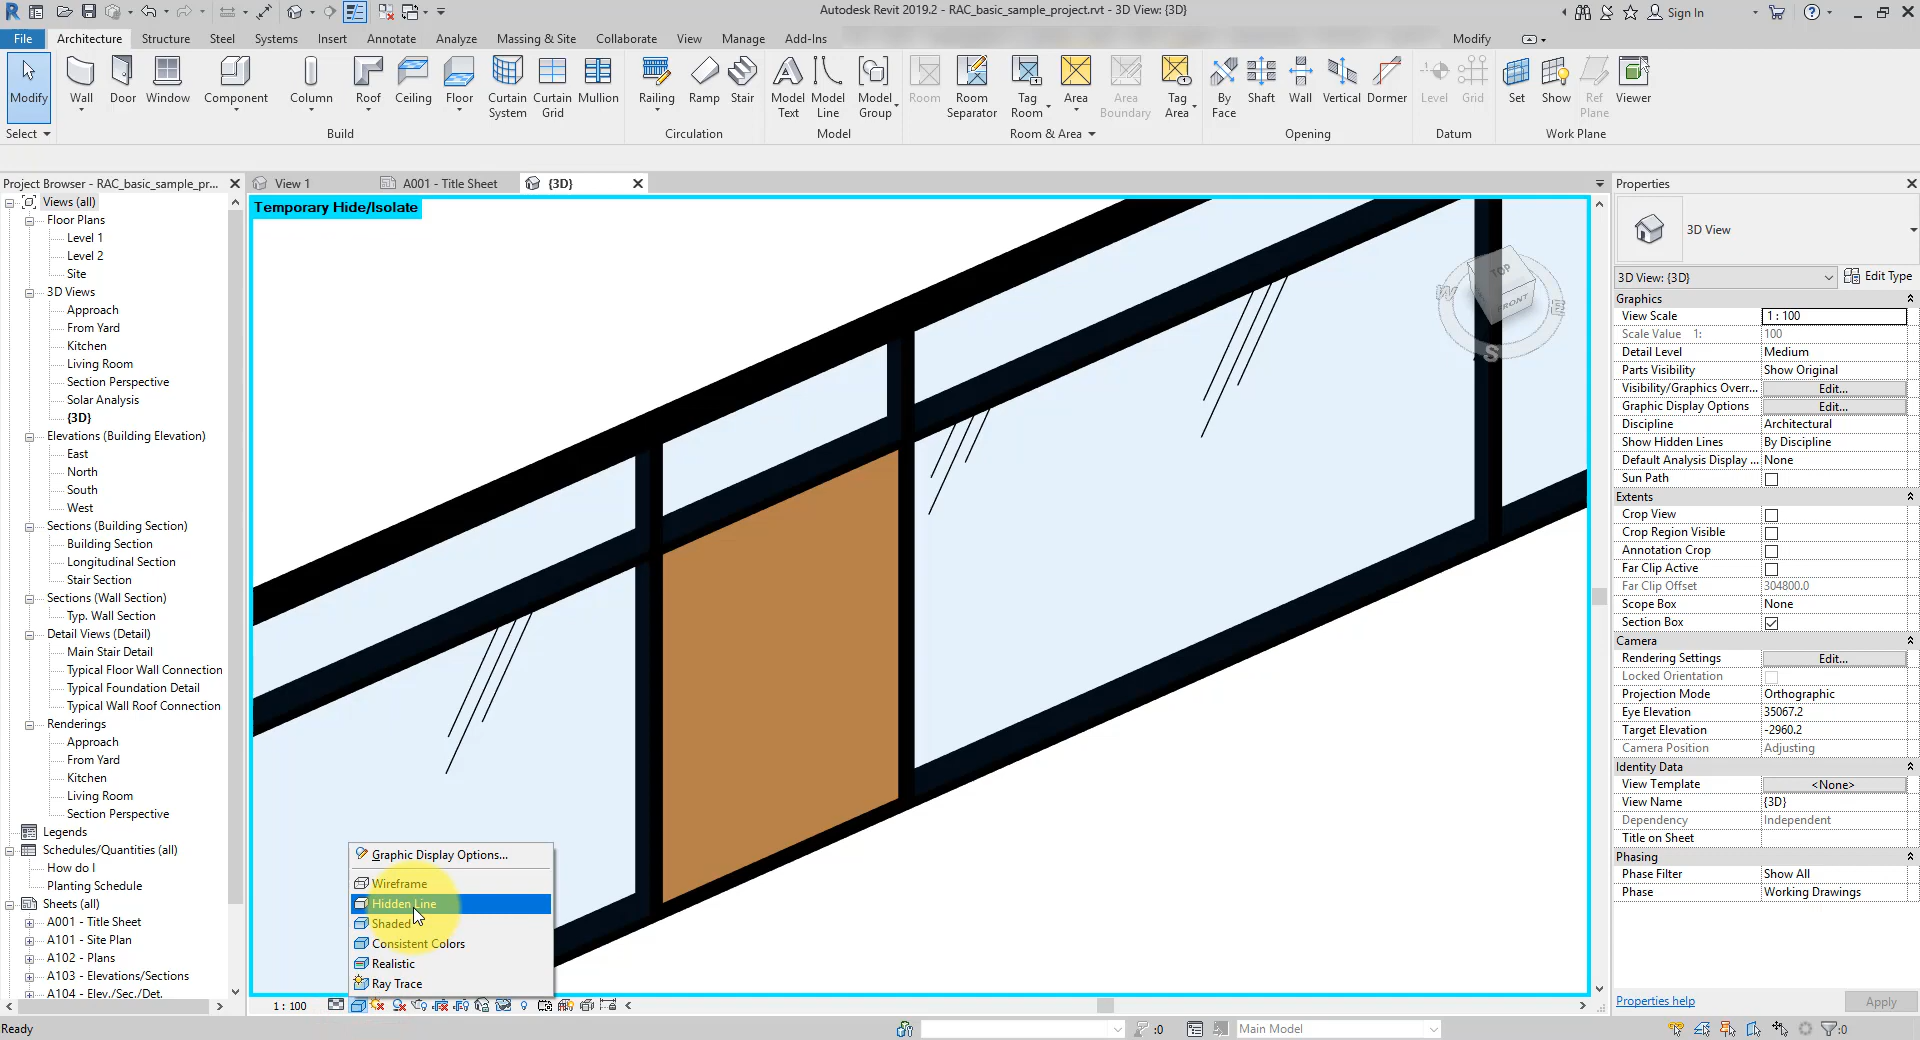 Autodesk Revit 2019.2 - RAC_basic_sample_project.rvt - 3D View: {3D}
Sign In
File Architecture Structure Steel Systems Insert Annotate Analyze Massing & Site Collaborate View Manage Add-Ins Modify
Modify Wall Door Window Component Column Roof Ceiling Floor Curtain System Curtain Grid Mullion Railing Ramp Stair Model Text Model Line Model Group Room Room Separator Tag Room Area Area Boundary Tag Area By Face Shaft Wall Vertical Dormer Level Grid Set Show Ref Plane Viewer
Select Build Circulation Model Room & Area Opening Datum Work Plane
Project Browser - RAC_basic_sample_pr...
Views (all)
Floor Plans
Level 1
Level 2
Site
3D Views
Approach
From Yard
Kitchen
Living Room
Section Perspective
Solar Analysis
{3D}
Elevations (Building Elevation)
East
North
South
West
Sections (Building Section)
Building Section
Longitudinal Section
Stair Section
Sections (Wall Section)
Typ. Wall Section
Detail Views (Detail)
Main Stair Detail
Typical Floor Wall Connection
Typical Foundation Detail
Typical Wall Roof Connection
Renderings
Approach
From Yard
Kitchen
Living Room
Section Perspective
Legends
Schedules/Quantities (all)
How do I
Planting Schedule
Sheets (all)
A001 - Title Sheet
A101 - Site Plan
A102 - Plans
A103 - Elevations/Sections
A104 - Elev./Sec./Det.
View 1 A001 - Title Sheet {3D}
Temporary Hide/Isolate
TOP
FRONT
W
E
S
Graphic Display Options...
Wireframe
Hidden Line
Shaded
Consistent Colors
Realistic
Ray Trace
1 : 100
Properties
3D View
3D View: {3D} Edit Type
Graphics
View Scale 1 : 100
Scale Value 1: 100
Detail Level Medium
Parts Visibility Show Original
Visibility/Graphics Overr... Edit...
Graphic Display Options Edit...
Discipline Architectural
Show Hidden Lines By Discipline
Default Analysis Display ... None
Sun Path
Extents
Crop View
Crop Region Visible
Annotation Crop
Far Clip Active
Far Clip Offset 304800.0
Scope Box None
Section Box
Camera
Rendering Settings Edit...
Locked Orientation
Projection Mode Orthographic
Eye Elevation 35067.2
Target Elevation -2960.2
Camera Position Adjusting
Identity Data
View Template <None>
View Name {3D}
Dependency Independent
Title on Sheet
Phasing
Phase Filter Show All
Phase Working Drawings
Properties help Apply
Ready :0 Main Model :0